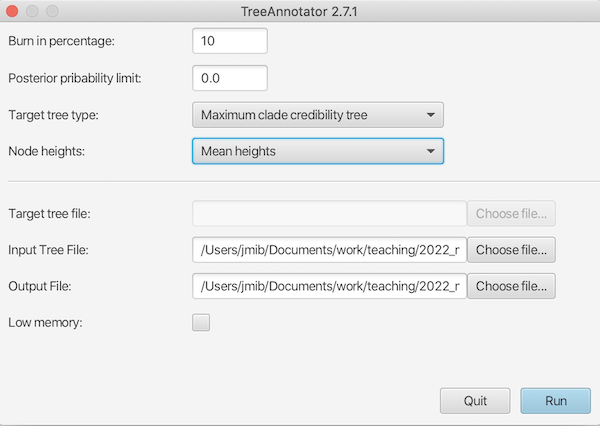 TreeAnnotator 2.7.1
Burn in percentage: 10
Posterior pribability limit: 0.0
Target tree type: Maximum clade credibility tree
Node heights: Mean heights
Target tree file: Choose file...
Input Tree File: /Users/jmib/Documents/work/teaching/2022_r Choose file...
Output File: /Users/jmib/Documents/work/teaching/2022_r Choose file...
Low memory:
Quit Run